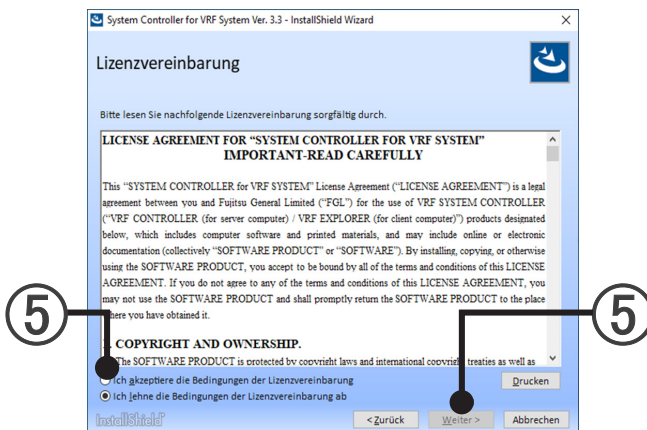 System Controller for VRF System Ver. 3.3 - InstallShield Wizard
Lizenzvereinbarung
Bitte lesen Sie nachfolgende Lizenzvereinbarung sorgfältig durch.
LICENSE AGREEMENT FOR “SYSTEM CONTROLLER FOR VRF SYSTEM”
IMPORTANT-READ CAREFULLY
This “SYSTEM CONTROLLER for VRF SYSTEM” License Agreement (“LICENSE AGREEMENT”) is a legal
agreement between you and Fujitsu General Limited (“FGL”) for the use of VRF SYSTEM CONTROLLER
(“VRF CONTROLLER (for server computer) / VRF EXPLORER (for client computer)”) products designated
below, which includes computer software and printed materials, and may include online or electronic
documentation (collectively “SOFTWARE PRODUCT” or “SOFTWARE”). By installing, copying, or otherwise
using the SOFTWARE PRODUCT, you accept to be bound by all of the terms and conditions of this LICENSE
AGREEMENT. If you do not agree to any of the terms and conditions of this LICENSE AGREEMENT, you
may not use the SOFTWARE PRODUCT and shall promptly return the SOFTWARE PRODUCT to the place
where you have obtained it.
5
5
COPYRIGHT AND OWNERSHIP.
The SOFTWARE PRODUCT is protected by copyright laws and international copyright treaties as well as
Ich akzeptiere die Bedingungen der Lizenzvereinbarung
Drucken
Ich lehne die Bedingungen der Lizenzvereinbarung ab
InstallShield
< Zurück
Weiter >
Abbrechen